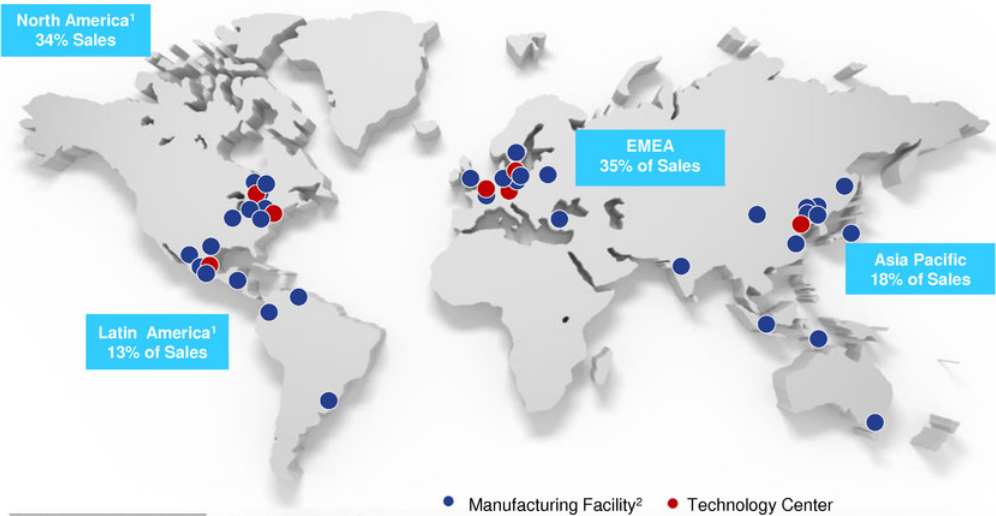 North America¹
34% Sales
EMEA
35% of Sales
Asia Pacific
18% of Sales
Latin America¹
13% of Sales
Manufacturing Facility²
Technology Center